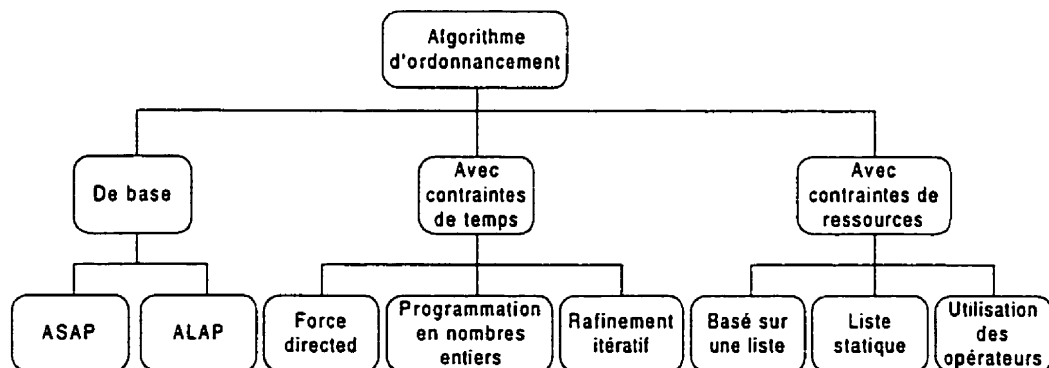 Algorithme
d'ordonnancement
De base
Avec
contraintes
de temps
Avec
contraintes de
ressources
ASAP
ALAP
Force
directed
Programmation
en nombres
entiers
Rafinement
itératif
Basé sur
une liste
Liste
statique
Utilisation
des
opérateurs